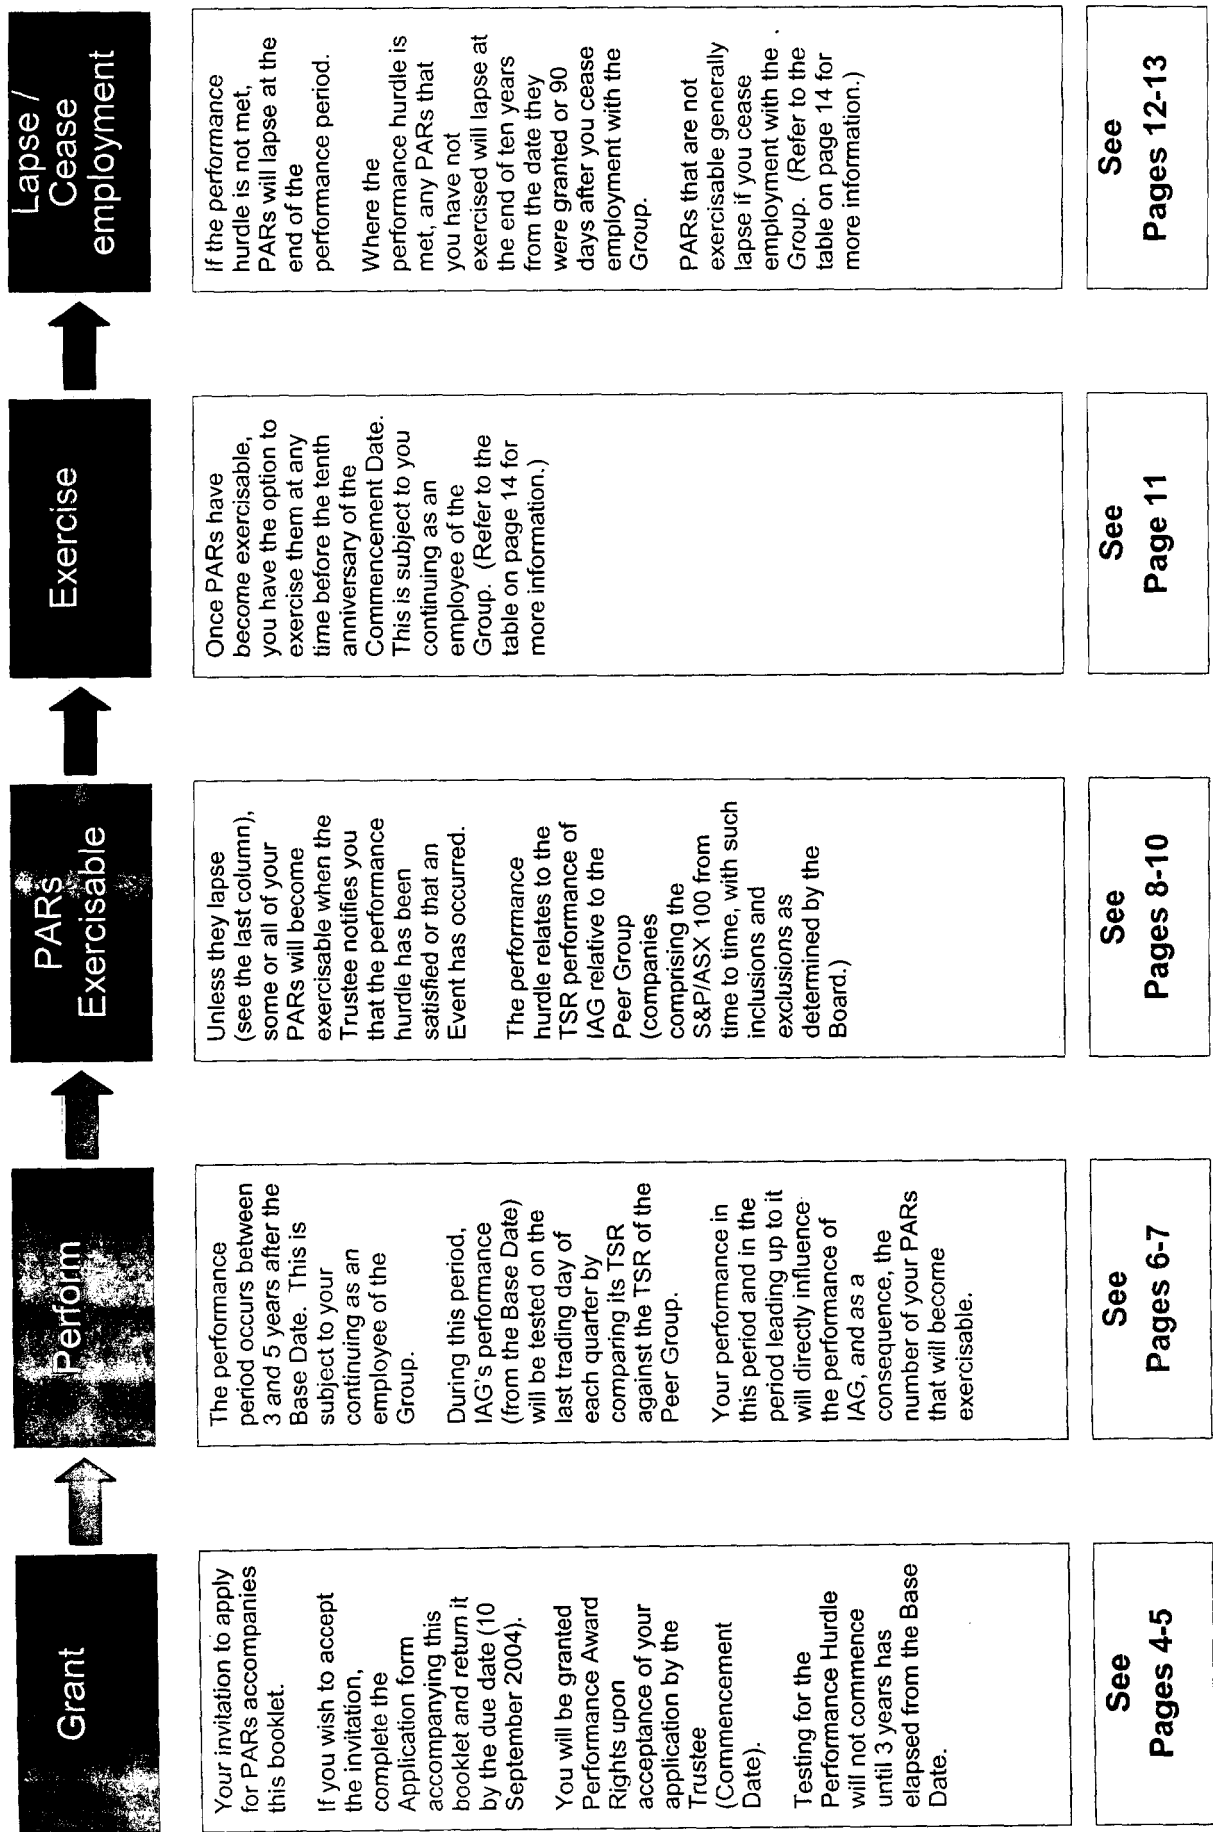 Grant
Your invitation to apply
for PARs accompanies
this booklet.
If you wish to accept
the invitation,
complete the
Application form
accompanying this
booklet and return it
by the due date (10
September 2004).
You will be granted
Performance Award
Rights upon
acceptance of your
application by the
Trustee
(Commencement
Date).
Testing for the
Performance Hurdle
will not commence
until 3 years has
elapsed from the Base
Date.
See
Pages 4-5
Perform
The performance
period occurs between
3 and 5 years after the
Base Date. This is
subject to your
continuing as an
employee of the
Group.
During this period,
IAG's performance
(from the Base Date)
will be tested on the
last trading day of
each quarter by
comparing its TSR
against the TSR of the
Peer Group.
Your performance in
this period and in the
period leading up to it
will directly influence
the performance of
IAG, and as a
consequence, the
number of your PARs
that will become
exercisable.
See
Pages 6-7
PARs
Exercisable
Unless they lapse
(see the last column),
some or all of your
PARs will become
exercisable when the
Trustee notifies you
that the performance
hurdle has been
satisfied or that an
Event has occurred.
The performance
hurdle relates to the
TSR performance of
IAG relative to the
Peer Group
(companies
comprising the
S&P/ASX 100 from
time to time, with such
inclusions and
exclusions as
determined by the
Board.)
See
Pages 8-10
Exercise
Once PARs have
become exercisable,
you have the option to
exercise them at any
time before the tenth
anniversary of the
Commencement Date.
This is subject to you
continuing as an
employee of the
Group. (Refer to the
table on page 14 for
more information.)
See
Page 11
Lapse /
Cease
employment
If the performance
hurdle is not met,
PARs will lapse at the
end of the
performance period.
Where the
performance hurdle is
met, any PARs that
you have not
exercised will lapse at
the end of ten years
from the date they
were granted or 90
days after you cease
employment with the
Group.
PARs that are not
exercisable generally
lapse if you cease
employment with the
Group. (Refer to the
table on page 14 for
more information.)
See
Pages 12-13